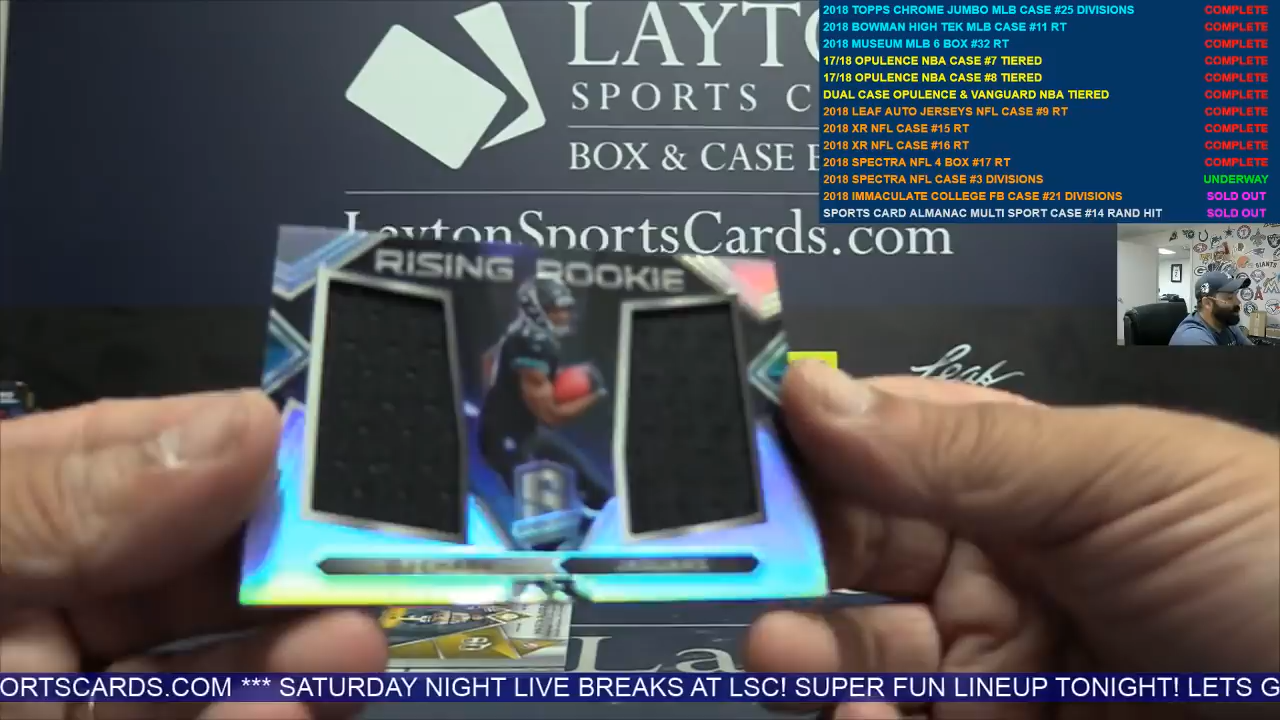 LAYTO
SPORTS C
BOX & CASE B
LaytonSportsCards.com
2018 TOPPS CHROME JUMBO MLB CASE #25 DIVISIONS COMPLETE
2018 BOWMAN HIGH TEK MLB CASE #11 RT COMPLETE
2018 MUSEUM MLB 6 BOX #32 RT COMPLETE
17/18 OPULENCE NBA CASE #7 TIERED COMPLETE
17/18 OPULENCE NBA CASE #8 TIERED COMPLETE
DUAL CASE OPULENCE & VANGUARD NBA TIERED COMPLETE
2018 LEAF AUTO JERSEYS NFL CASE #9 RT COMPLETE
2018 XR NFL CASE #15 RT COMPLETE
2018 XR NFL CASE #16 RT COMPLETE
2018 SPECTRA NFL 4 BOX #17 RT COMPLETE
2018 SPECTRA NFL CASE #3 DIVISIONS UNDERWAY
2018 IMMACULATE COLLEGE FB CASE #21 DIVISIONS SOLD OUT
SPORTS CARD ALMANAC MULTI SPORT CASE #14 RAND HIT SOLD OUT
RISING ROOKIE
Leaf
JAGUARS
La
ORTSCARDS.COM *** SATURDAY NIGHT LIVE BREAKS AT LSC! SUPER FUN LINEUP TONIGHT! LETS G